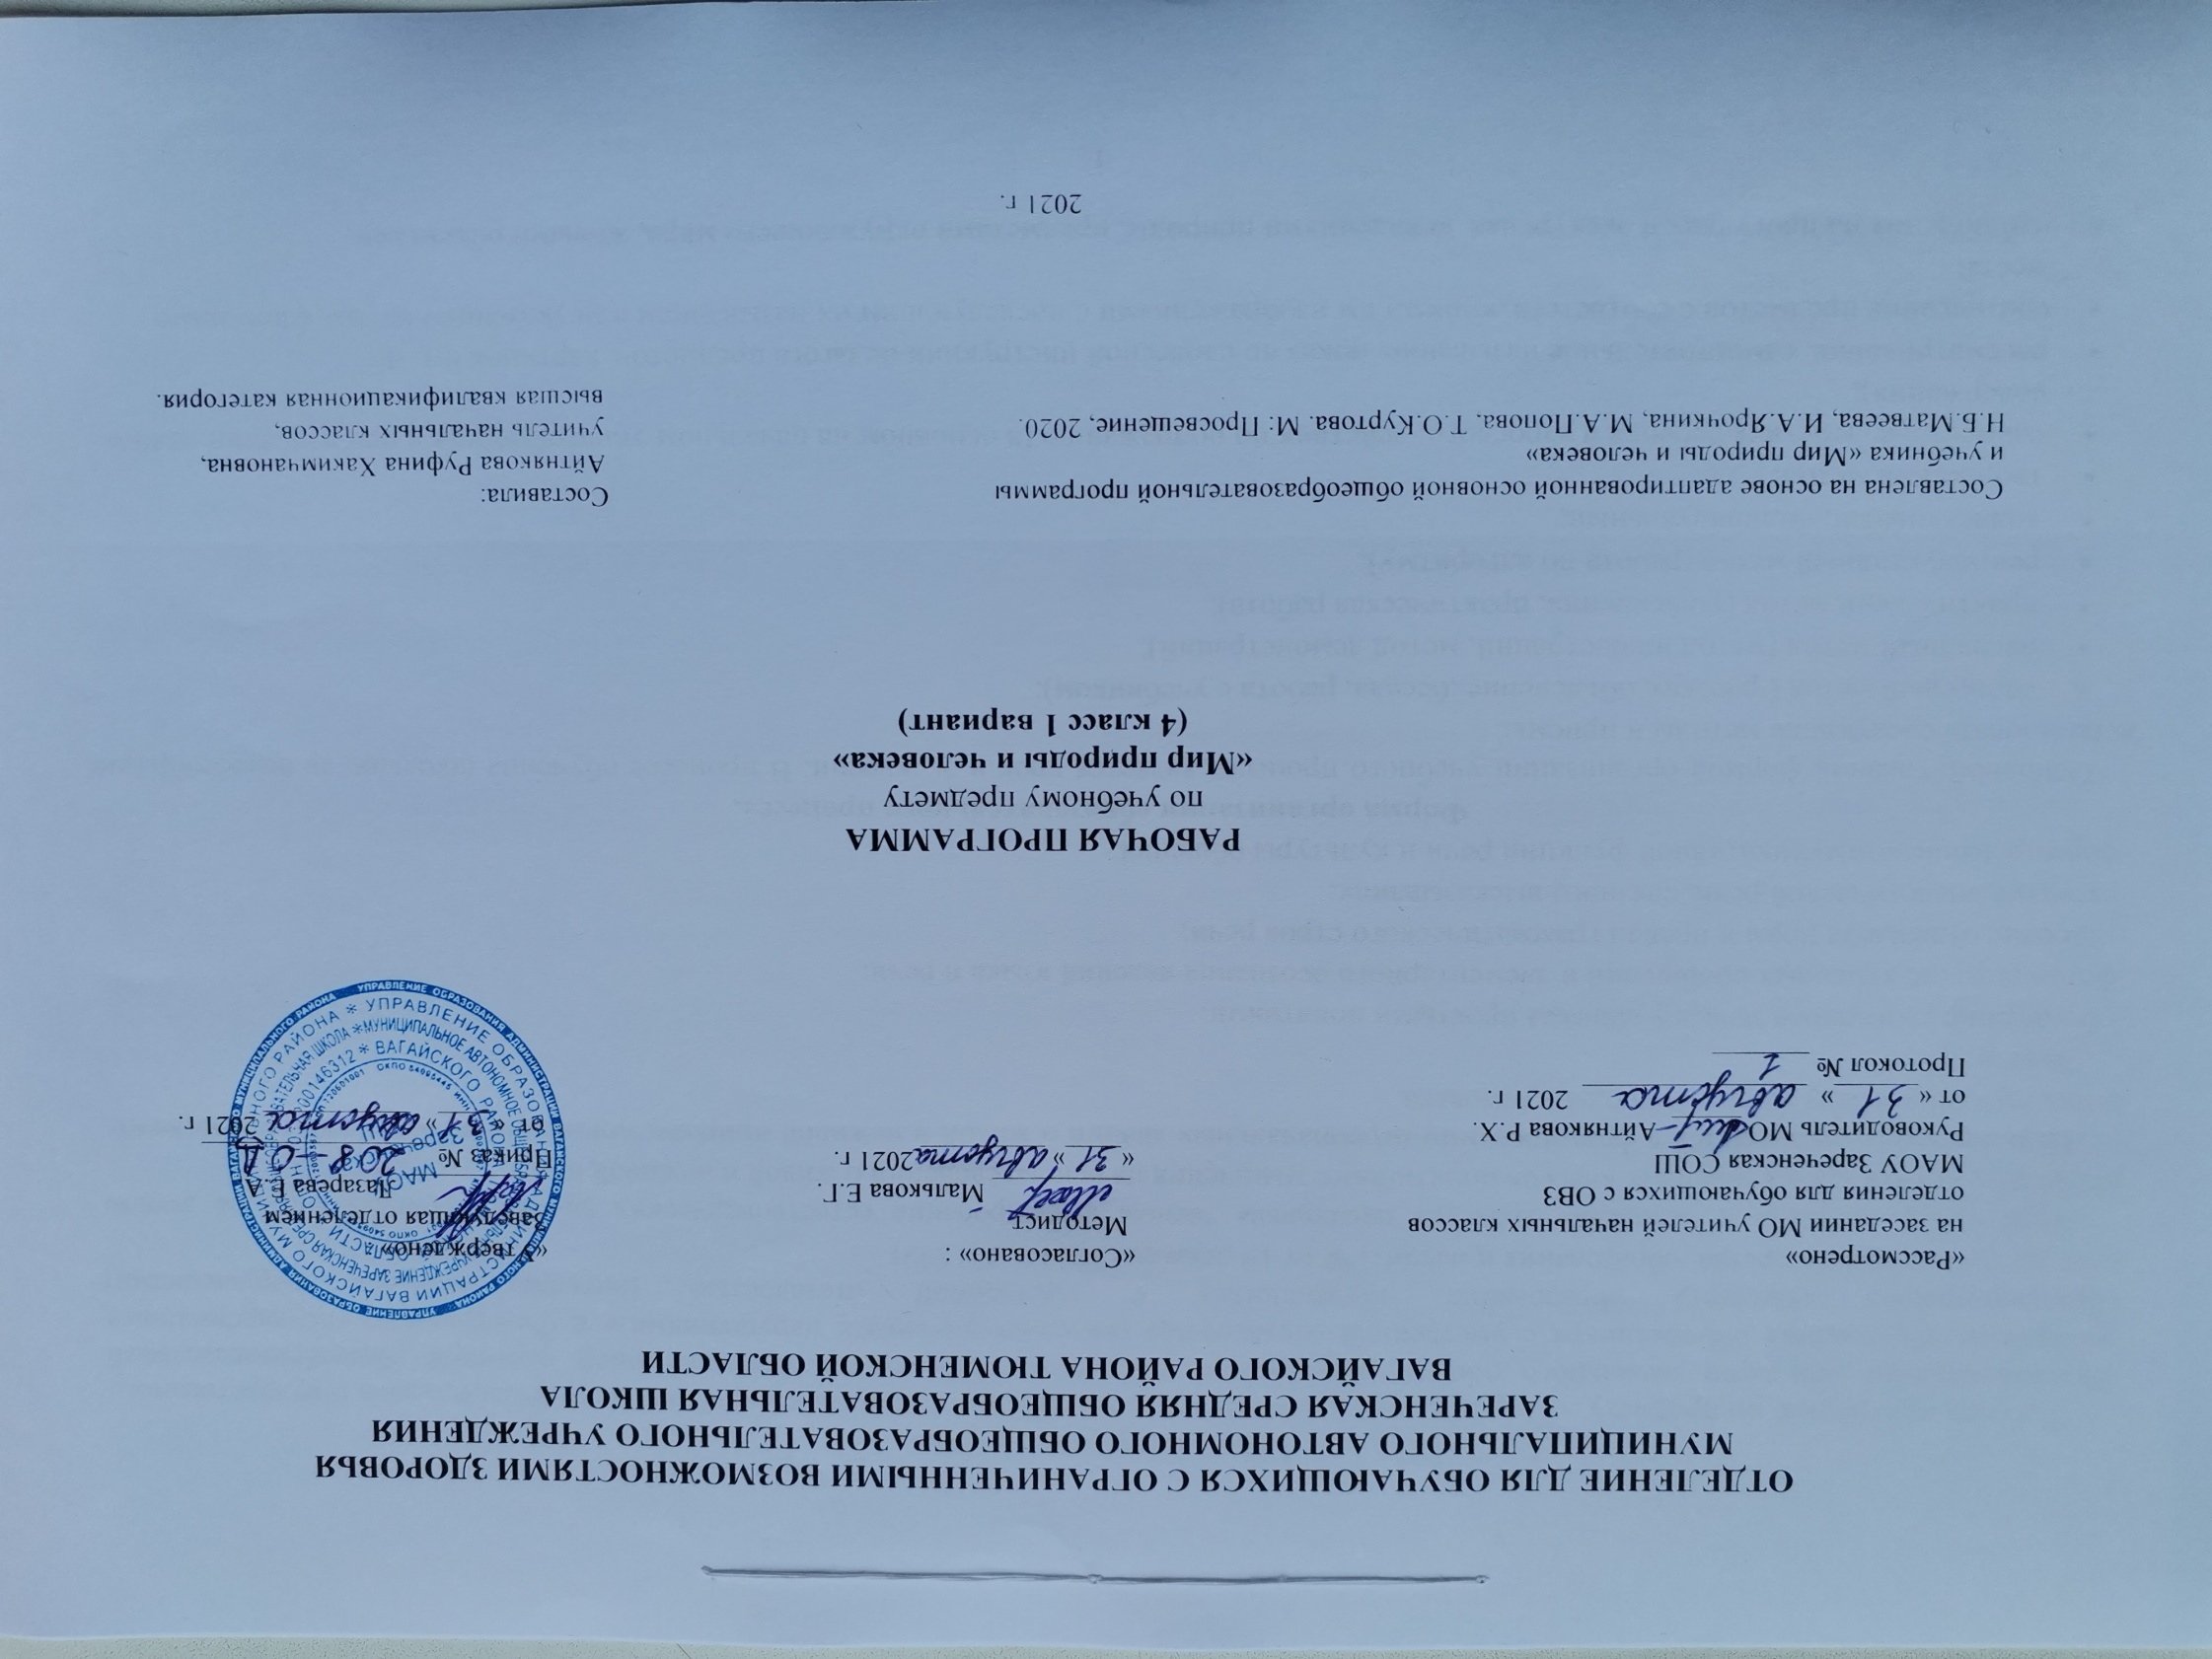 ОТДЕЛЕНИЕ ДЛЯ ОБУЧАЮЩИХСЯ С ОГРАНИЧЕННЫМИ ВОЗМОЖНОСТЯМИ ЗДОРОВЬЯ
МУНИЦИПАЛЬНОГО АВТОНОМНОГО ОБЩЕОБРАЗОВАТЕЛЬНОГО УЧРЕЖДЕНИЯ
ЗАРЕЧЕНСКАЯ СРЕДНЯЯ ОБЩЕОБРАЗОВАТЕЛЬНАЯ ШКОЛА
ВАГАЙСКОГО РАЙОНА ТЮМЕНСКОЙ ОБЛАСТИ
«Рассмотрено»
на заседании МО учителей начальных классов
отделения для обучающихся с ОВЗ
МАОУ Зареченская СОШ
Руководитель МО Айтнякова Р.Х.
от « 31 » августа 2021 г.
Протокол № 1
«Согласовано» :
Методист
Малькова Е.Г.
« 31 » августа 2021 г.
«Утверждено»
Заведующая отделением
Лазарева Е.А.
Приказ № 208-ОД
от « 31 » августа 2021 г.
РАБОЧАЯ ПРОГРАММА
по учебному предмету
«Мир природы и человека»
(4 класс 1 вариант)
Составлена на основе адаптированной основной общеобразовательной программы
и учебника «Мир природы и человека»
Н.Б.Матвеева, И.А.Ярочкина, М.А.Попова. Т.О.Куртова. М: Просвещение, 2020.
Составила:
Айтнякова Руфина Хакимчановна,
учитель начальных классов,
высшая квалификационная категория.
2021 г.